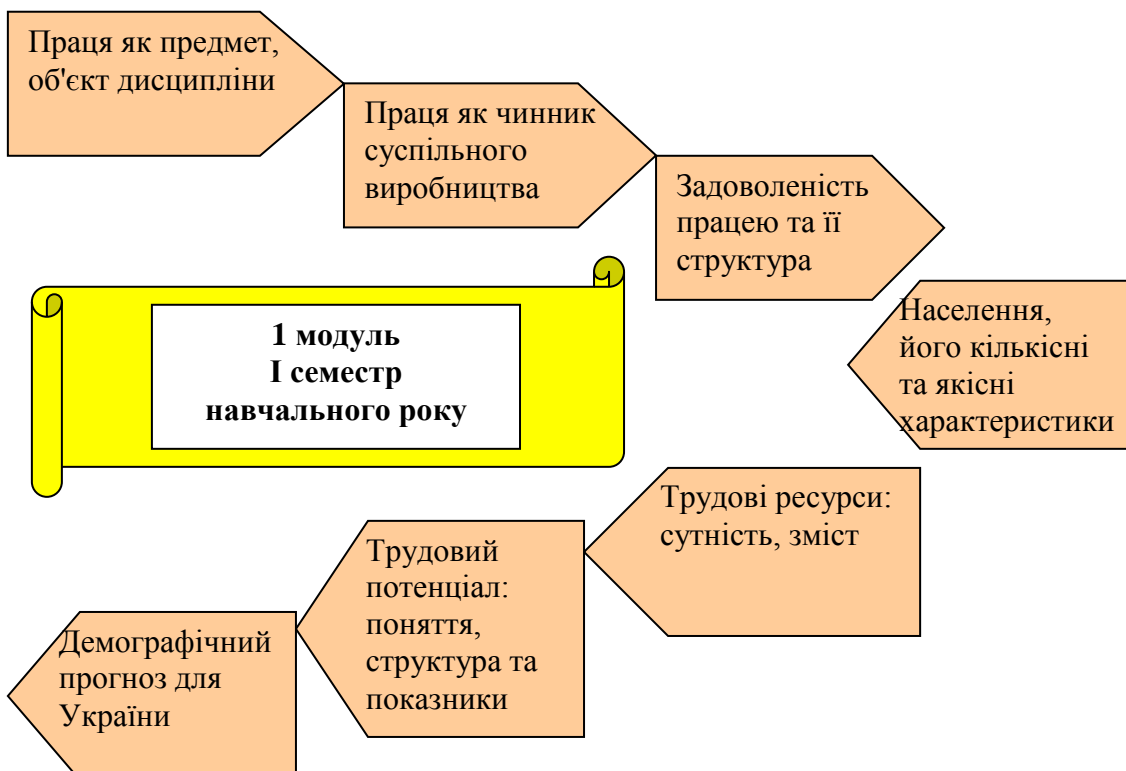 Праця як предмет,
об'єкт дисципліни
Праця як чинник
суспільного
виробництва
Задоволеність
працею та її
структура
Населення,
його кількісні
та якісні
характеристики
1 модуль
І семестр
навчального року
Трудові ресурси:
сутність, зміст
Трудовий
потенціал:
поняття,
структура та
показники
Демографічний
прогноз для
України